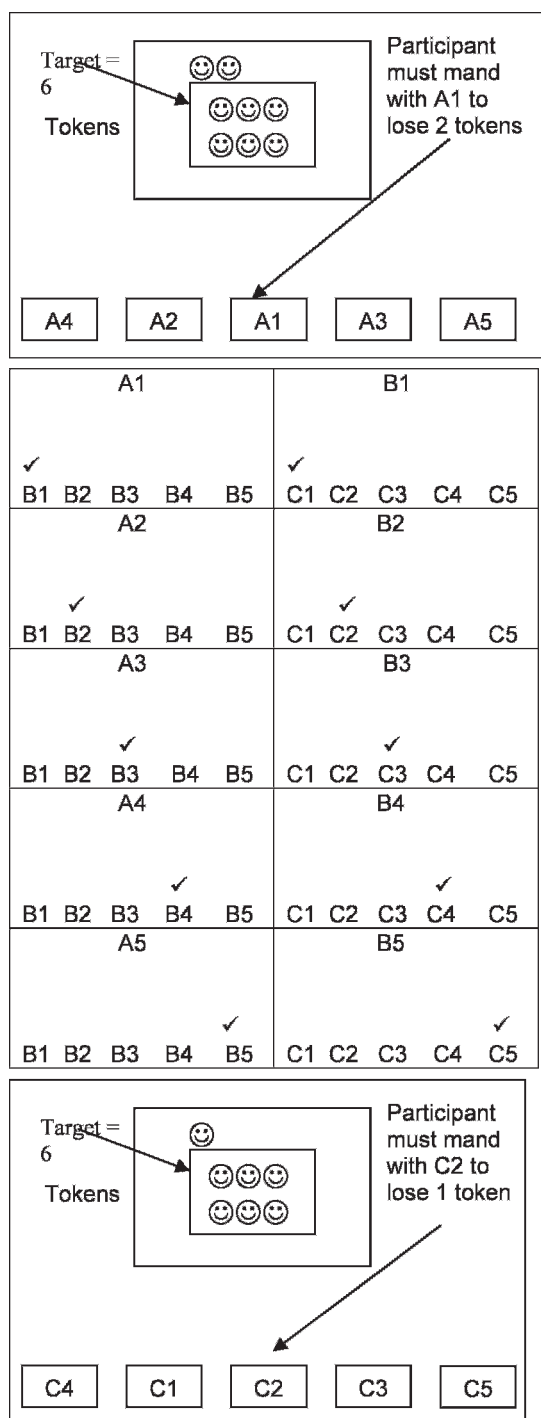 Target =
6
Tokens
Participant
must mand
with A1 to
lose 2 tokens
A4 A2 A1 A3 A5
A1 B1
✓ ✓
B1 B2 B3 B4 B5 C1 C2 C3 C4 C5
A2 B2
✓ ✓
B1 B2 B3 B4 B5 C1 C2 C3 C4 C5
A3 B3
✓ ✓
B1 B2 B3 B4 B5 C1 C2 C3 C4 C5
A4 B4
✓ ✓
B1 B2 B3 B4 B5 C1 C2 C3 C4 C5
A5 B5
✓ ✓
B1 B2 B3 B4 B5 C1 C2 C3 C4 C5
Target =
6
Tokens
Participant
must mand
with C2 to
lose 1 token
C4 C1 C2 C3 C5